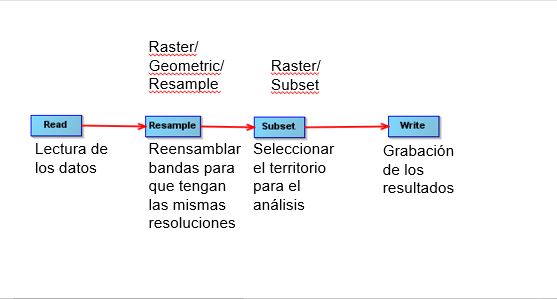 Raster/
Geometric/
Resample
Raster/
Subset
Read
Resample
Subset
Write
Lectura de
los datos
Reensamblar
bandas para
que tengan
las mismas
resoluciones
Seleccionar
el territorio
para el
análisis
Grabación
de los
resultados